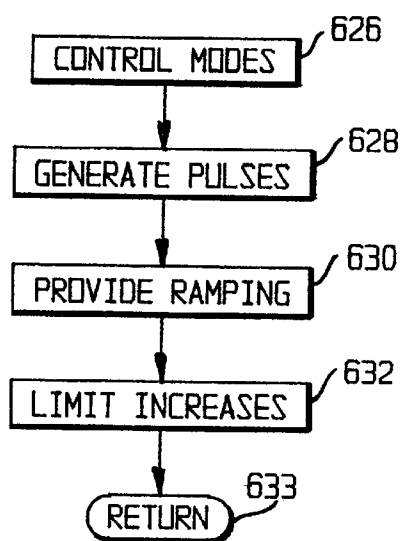 626
CONTROL MODES
628
GENERATE PULSES
630
PROVIDE RAMPING
632
LIMIT INCREASES
633
RETURN